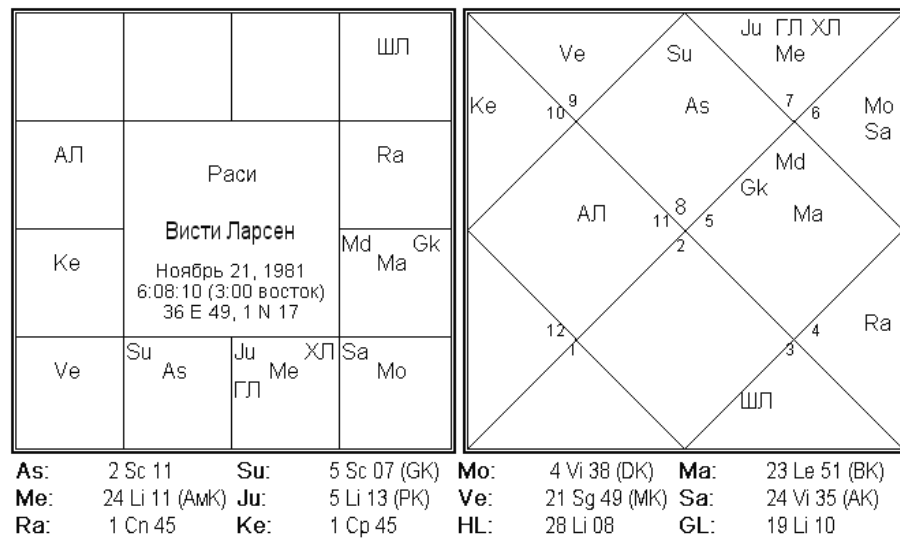 ШЛ
АЛ
Ra
Раси
Висти Ларсен
Ноябрь 21, 1981
6:08:10 (3:00 восток)
36 E 49, 1 N 17
Ke
Md Gk
Ma
Ve
Su
As
Ju ХЛ
Me
ГЛ
Sa
Mo
Ju ГЛ ХЛ
Me
Ve
Su
Ke
As
Mo
Sa
10 9
7 6
Md
Gk
Ma
АЛ
8
11 5
2
12
1
4
3
Ra
ШЛ
As: 2 Sc 11 Su: 5 Sc 07 (GK) Mo: 4 Vi 38 (DK) Ma: 23 Le 51 (BK)
Me: 24 Li 11 (АмК) Ju: 5 Li 13 (PK) Ve: 21 Sg 49 (MK) Sa: 24 Vi 35 (AK)
Ra: 1 Cn 45 Ke: 1 Cp 45 HL: 28 Li 08 GL: 19 Li 10